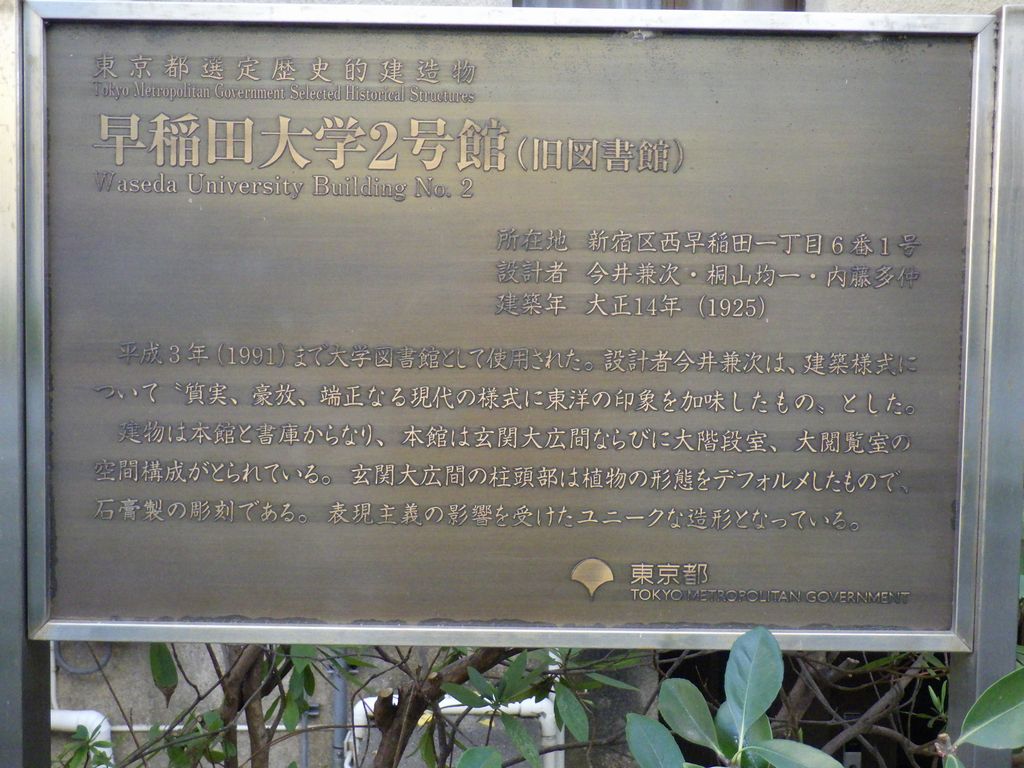 東京都選定歴史的建造物
Tokyo Metropolitan Government Selected Historical Structures
早稲田大学2号館(旧図書館)
Waseda University Building No. 2
所在地 新宿区西早稲田一丁目6番1号
設計者 今井兼次・桐山均一・内藤多仲
建築年 大正14年 (1925)
平成3年(1991)まで大学図書館として使用された。設計者今井兼次は、建築様式に
ついて〝質実、豪放、端正なる現代の様式に東洋の印象を加味したもの〟とした。
建物は本館と書庫からなり、本館は玄関大広間ならびに大階段室、大閲覧室の
空間構成がとられている。玄関大広間の柱頭部は植物の形態をデフォルメしたもので、
石膏製の彫刻である。表現主義の影響を受けたユニークな造形となっている。
東京都
TOKYO METROPOLITAN GOVERNMENT